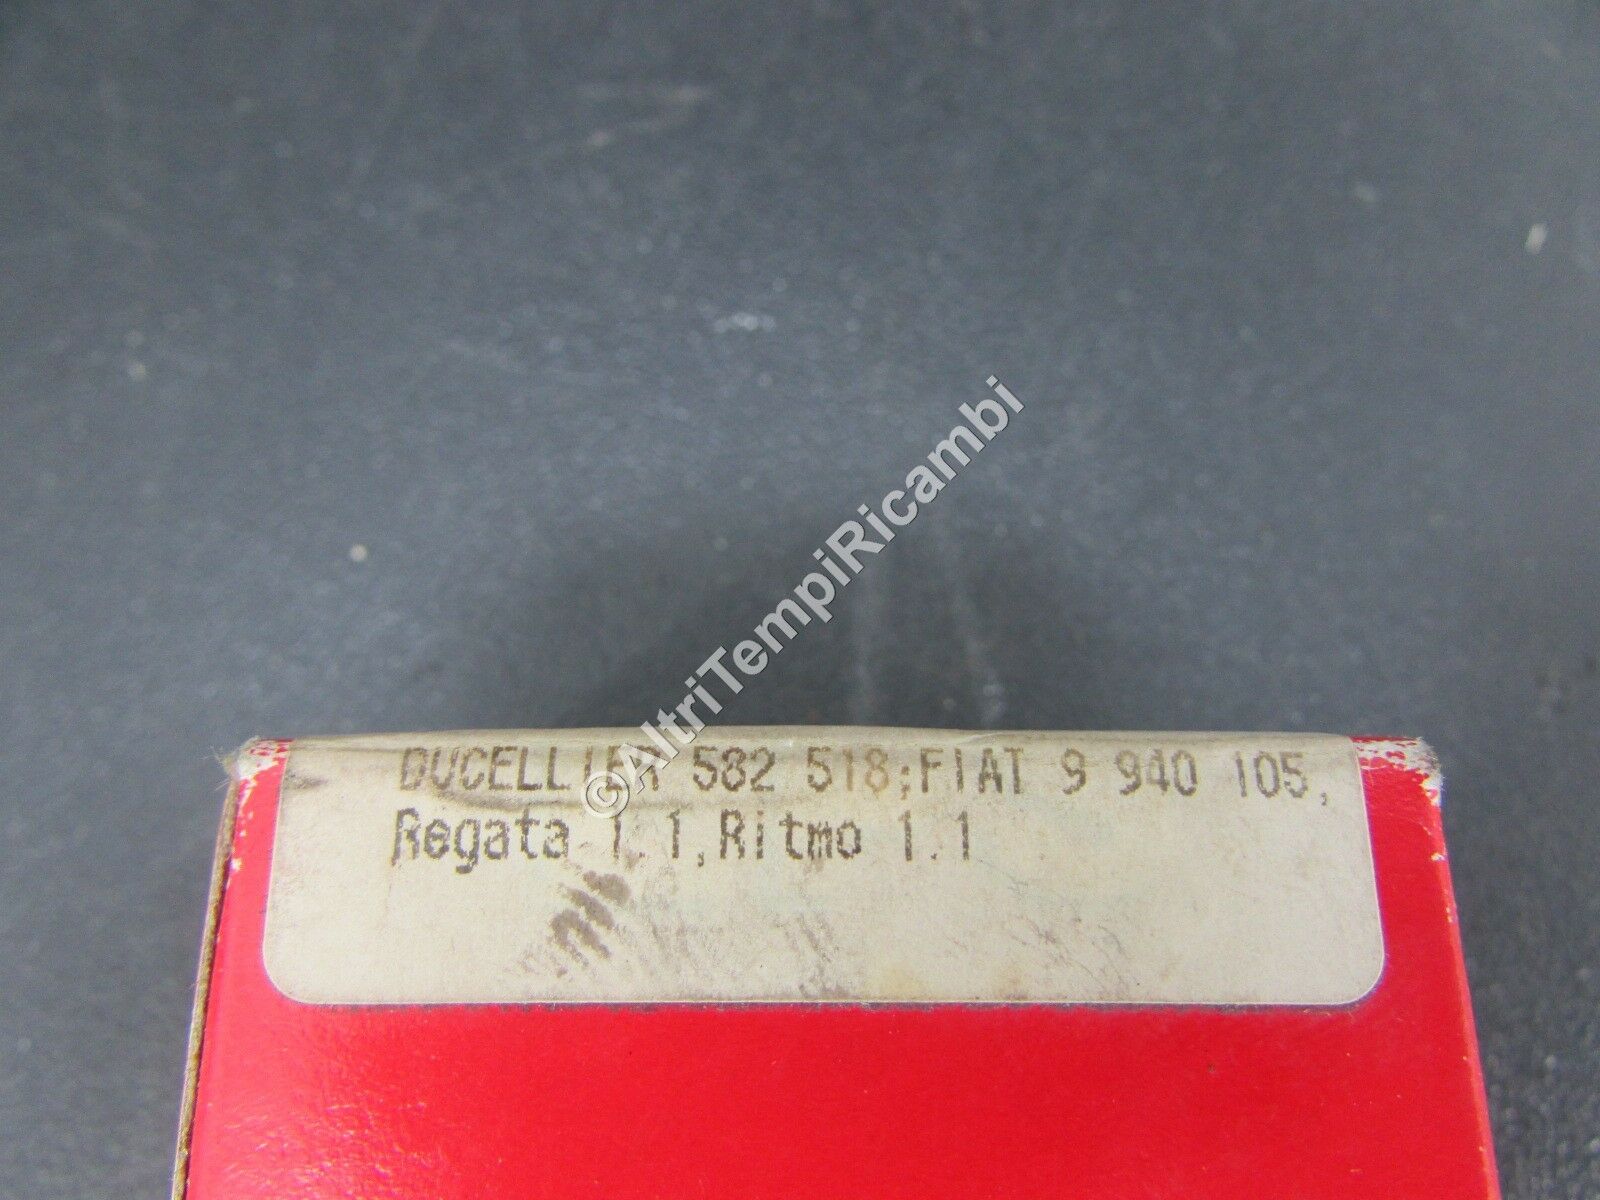 DUCELLIER 582 518;FIAT 9 940 105,
Regata 1.1,Ritmo 1.1
©AltriTempiRicambi